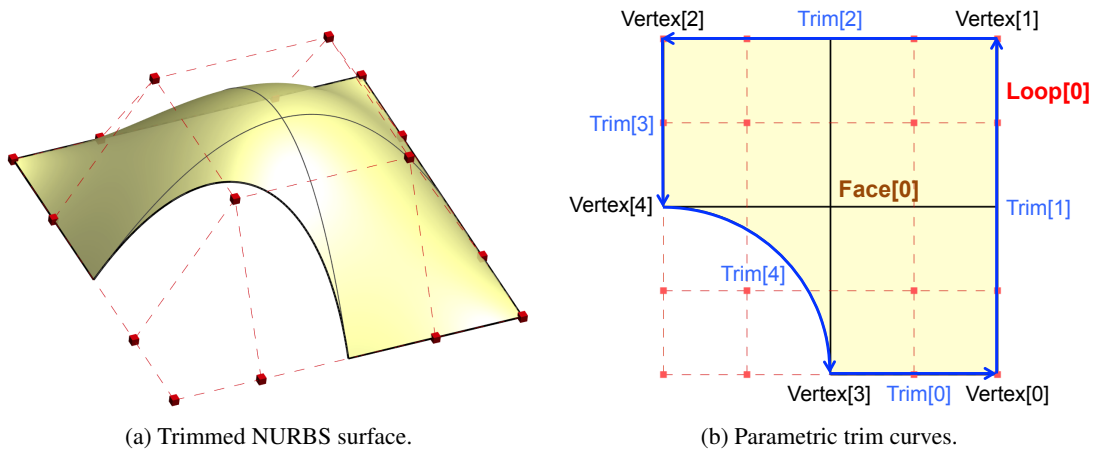 Vertex[2] Trim[2] Vertex[1]
Loop[0]
Trim[3]
Face[0]
Vertex[4] Trim[1]
Trim[4]
Vertex[3] Trim[0] Vertex[0]
(a) Trimmed NURBS surface. (b) Parametric trim curves.